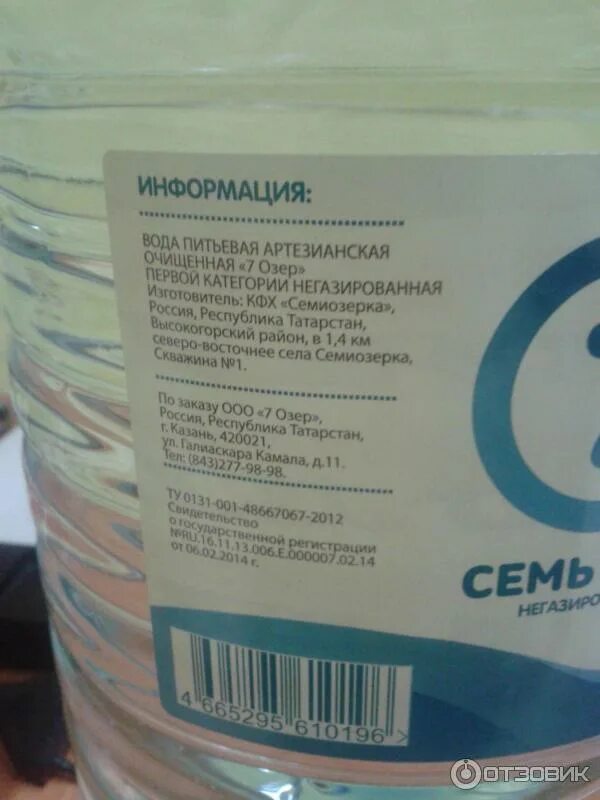 ИНФОРМАЦИЯ:
ВОДА ПИТЬЕВАЯ АРТЕЗИАНСКАЯ
ОЧИЩЕННАЯ «7 Озер»
ПЕРВОЙ КАТЕГОРИИ НЕГАЗИРОВАННАЯ
Изготовитель: КФХ «Семиозерка»,
Россия, Республика Татарстан,
Высокогорский район, в 1,4 км
северо-восточнее села Семиозерка,
Скважина №1.
По заказу ООО «7 Озер»,
Россия, Республика Татарстан,
г. Казань, 420021,
ул. Галиаскара Камала, д.11.
Тел: (843)277-98-98.
ТУ 0131-001-48667067-2012
Свидетельство
о государственной регистрации
№RU.16.11.13.006.Е.000007.02.14
от 06.02.2014 г.
4 665295 610196 >
СЕМЬ
НЕГАЗИРО
ОТЗОВИК